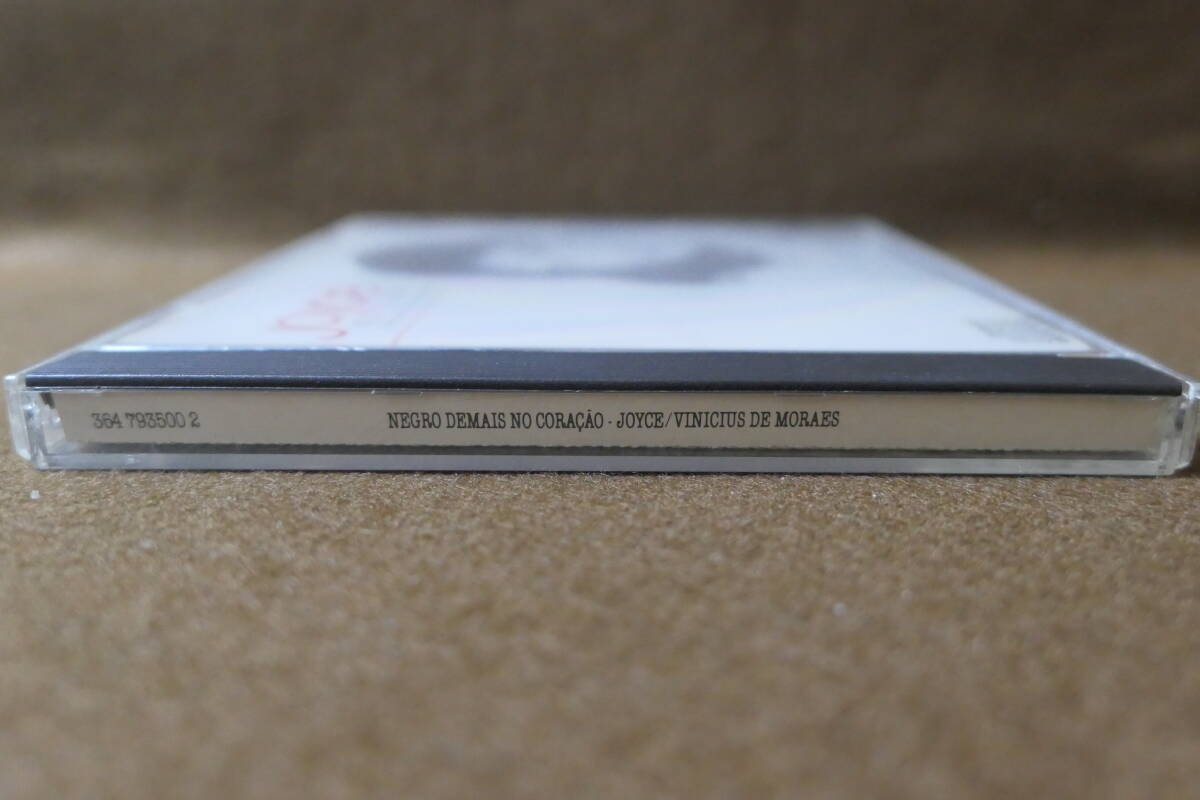 364 793500 2 NEGRO DEMAIS NO CORAÇÃO - JOYCE/VINICIUS DE MORAES